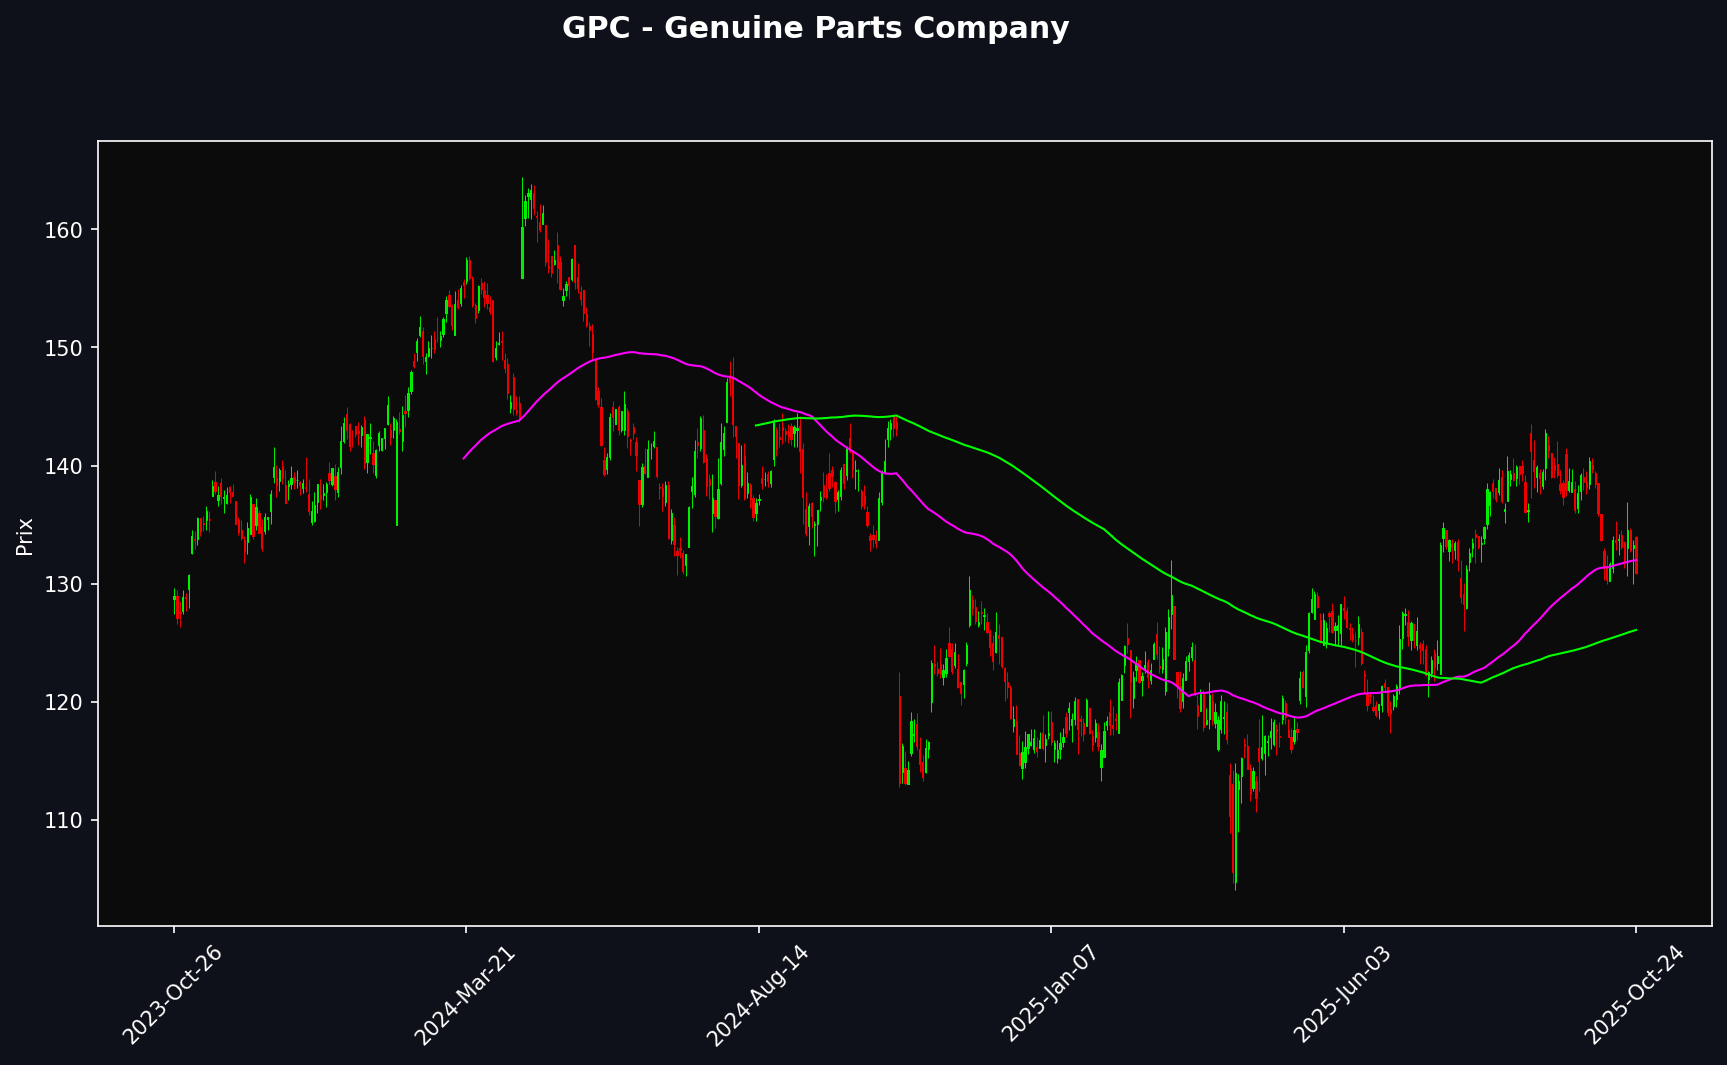 GPC - Genuine Parts Company
Prix
160
150
140
130
120
110
2023-Oct-26
2024-Mar-21
2024-Aug-14
2025-Jan-07
2025-Jun-03
2025-Oct-24